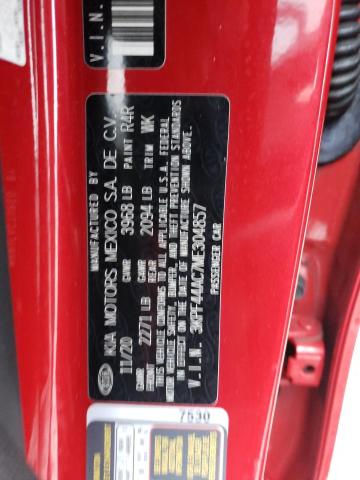 V.I.N.
MANUFACTURED BY
KIA MOTORS MEXICO S.A. DE C.V.
11/20 GVWR 3968 LB PAINT R4R
GAWR FRONT 2271 LB GAWR REAR 2094 LB TRIM WK
THIS VEHICLE CONFORMS TO ALL APPLICABLE U.S.A. FEDERAL
MOTOR VEHICLE SAFETY, BUMPER, AND THEFT PREVENTION STANDARDS
IN EFFECT ON THE DATE OF MANUFACTURE SHOWN ABOVE.
V.I.N. 3KPF44AC7ME304857
PASSENGER CAR
7530